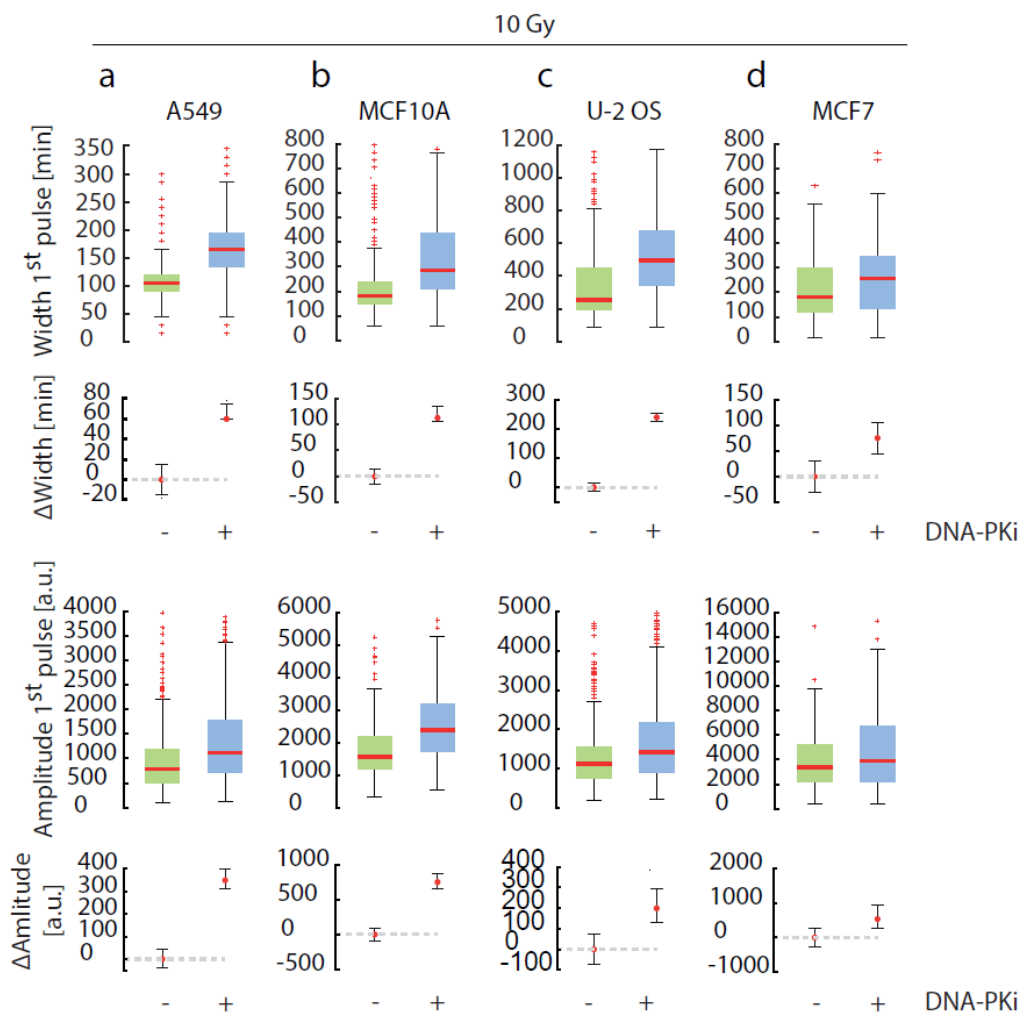 10 Gy
a b c d
A549 MCF10A U-2 OS MCF7
Width 1st pulse [min]
350 300 250 200 150 100 50 0
800 700 600 500 400 300 200 100 0
1200 1000 800 600 400 200 0
800 700 600 500 400 300 200 100 0
ΔWidth [min]
80 60 40 20 0 -20
150 100 50 0 -50
300 200 100 0
150 100 50 0 -50
- + - + - + - + DNA-PKi
Amplitude 1st pulse [a.u.]
4000 3500 3000 2500 2000 1500 1000 500 0
6000 5000 4000 3000 2000 1000 0
5000 4000 3000 2000 1000 0
16000 14000 12000 10000 8000 6000 4000 2000 0
ΔAmlitude
[a.u.]
400 300 200 100 0
1000 500 0 -500
400 400 300 200 100 0 -100
2000 1000 0 -1000
- + - + - + - + DNA-PKi